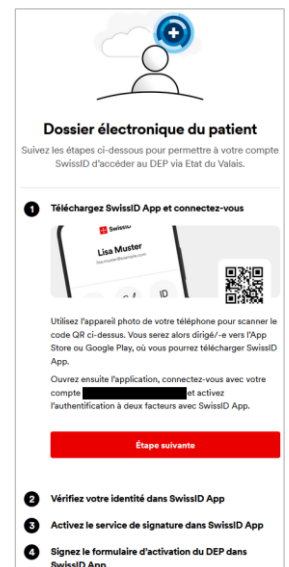 Dossier électronique du patient
Suivez les étapes ci-dessous pour permettre à votre compte
SwissID d'accéder au DEP via Etat du Valais.
1 Téléchargez SwissID App et connectez-vous
SwissID
Lisa Muster
lisa.muster@example.com
ID
Utilisez l'appareil photo de votre téléphone pour scanner le
code QR ci-dessus. Vous serez alors dirigé/-e vers l'App
Store ou Google Play, où vous pourrez télécharger SwissID
App.
Ouvrez ensuite l'application, connectez-vous avec votre
compte et activez
l'authentification à deux facteurs avec SwissID App.
Étape suivante
2 Vérifiez votre identité dans SwissID App
3 Activez le service de signature dans SwissID App
4 Signez le formulaire d'activation du DEP dans
SwissID App